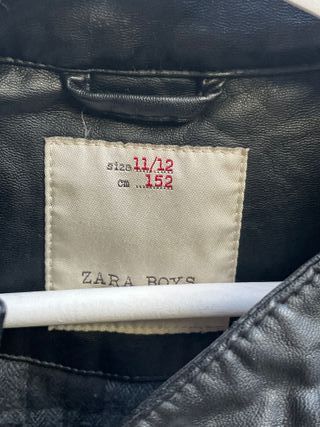 size 11/12
cm ..... 152
ZARA BOYS